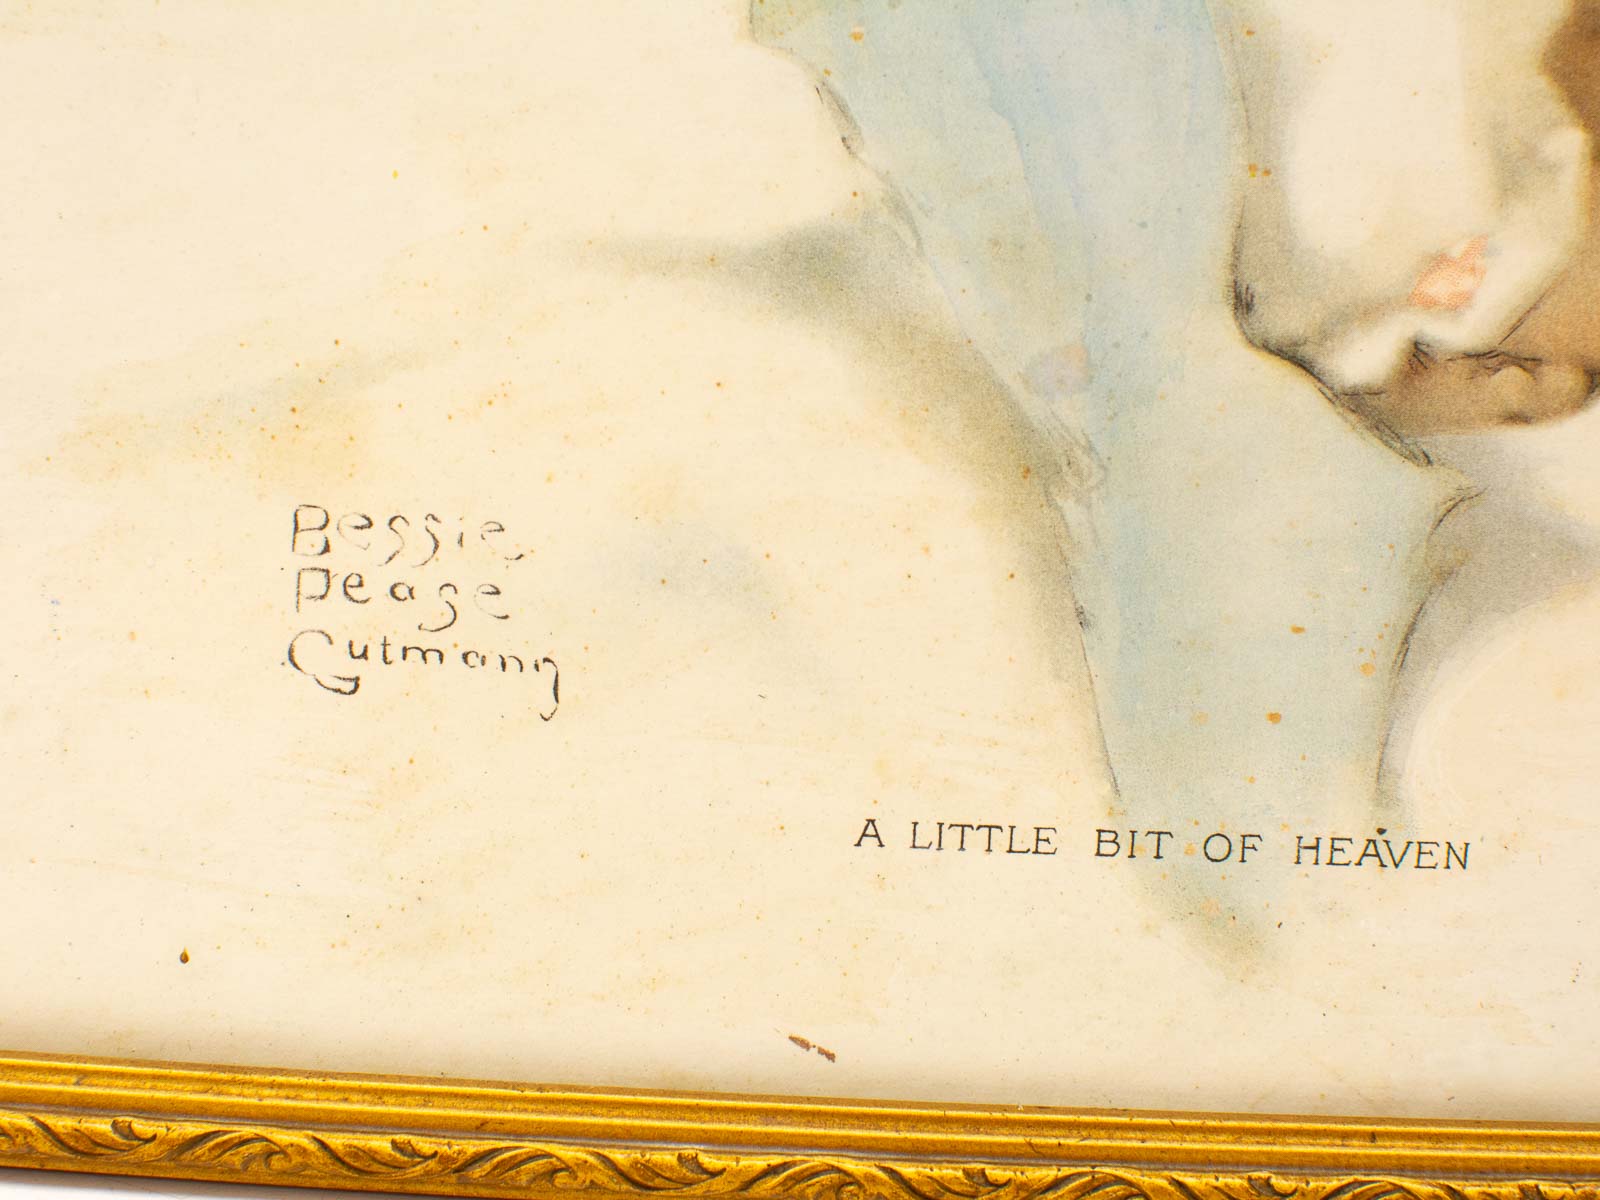 Bessie
Pease
Gutmann
A LITTLE BIT OF HEAVEN